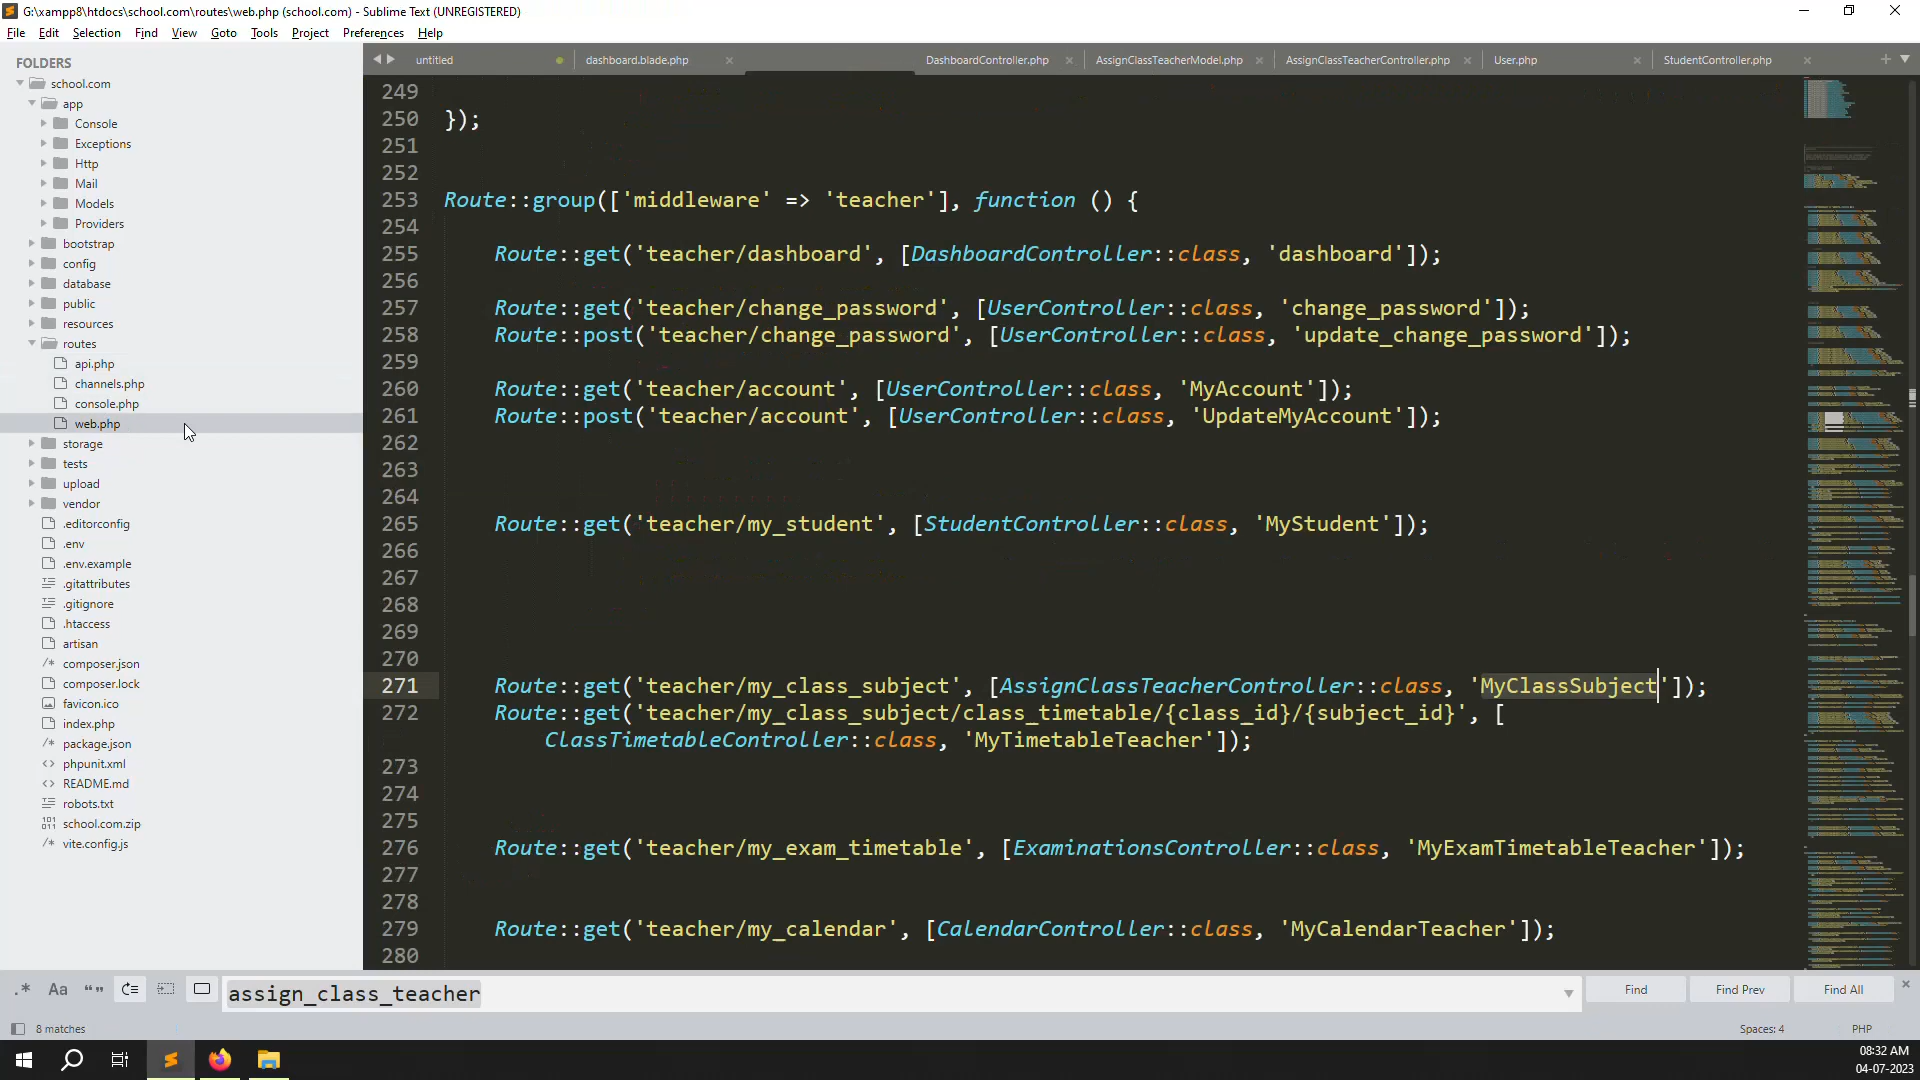 G:\xampp8\htdocs\school.com\routes\web.php (school.com) - Sublime Text (UNREGISTERED)
File Edit Selection Find View Goto Tools Project Preferences Help
FOLDERS
school.com
app
Console
Exceptions
Http
Mail
Models
Providers
bootstrap
config
database
public
resources
routes
api.php
channels.php
console.php
web.php
storage
tests
upload
vendor
.editorconfig
.env
.env.example
.gitattributes
.gitignore
.htaccess
artisan
/* composer.json
composer.lock
favicon.ico
index.php
/* package.json
<> phpunit.xml
<> README.md
robots.txt
school.com.zip
/* vite.config.js
untitled dashboard.blade.php DashboardController.php AssignClassTeacherModel.php AssignClassTeacherController.php User.php StudentController.php
249
250 });
251
252
253 Route::group(['middleware' => 'teacher'], function () {
254
255 Route::get('teacher/dashboard', [DashboardController::class, 'dashboard']);
256
257 Route::get('teacher/change_password', [UserController::class, 'change_password']);
258 Route::post('teacher/change_password', [UserController::class, 'update_change_password']);
259
260 Route::get('teacher/account', [UserController::class, 'MyAccount']);
261 Route::post('teacher/account', [UserController::class, 'UpdateMyAccount']);
262
263
264
265 Route::get('teacher/my_student', [StudentController::class, 'MyStudent']);
266
267
268
269
270
271 Route::get('teacher/my_class_subject', [AssignClassTeacherController::class, 'MyClassSubject']);
272 Route::get('teacher/my_class_subject/class_timetable/{class_id}/{subject_id}', [
ClassTimetableController::class, 'MyTimetableTeacher']);
273
274
275
276 Route::get('teacher/my_exam_timetable', [ExaminationsController::class, 'MyExamTimetableTeacher']);
277
278
279 Route::get('teacher/my_calendar', [CalendarController::class, 'MyCalendarTeacher']);
280
.* Aa “” assign_class_teacher Find Find Prev Find All
8 matches Spaces: 4 PHP
08:32 AM
04-07-2023